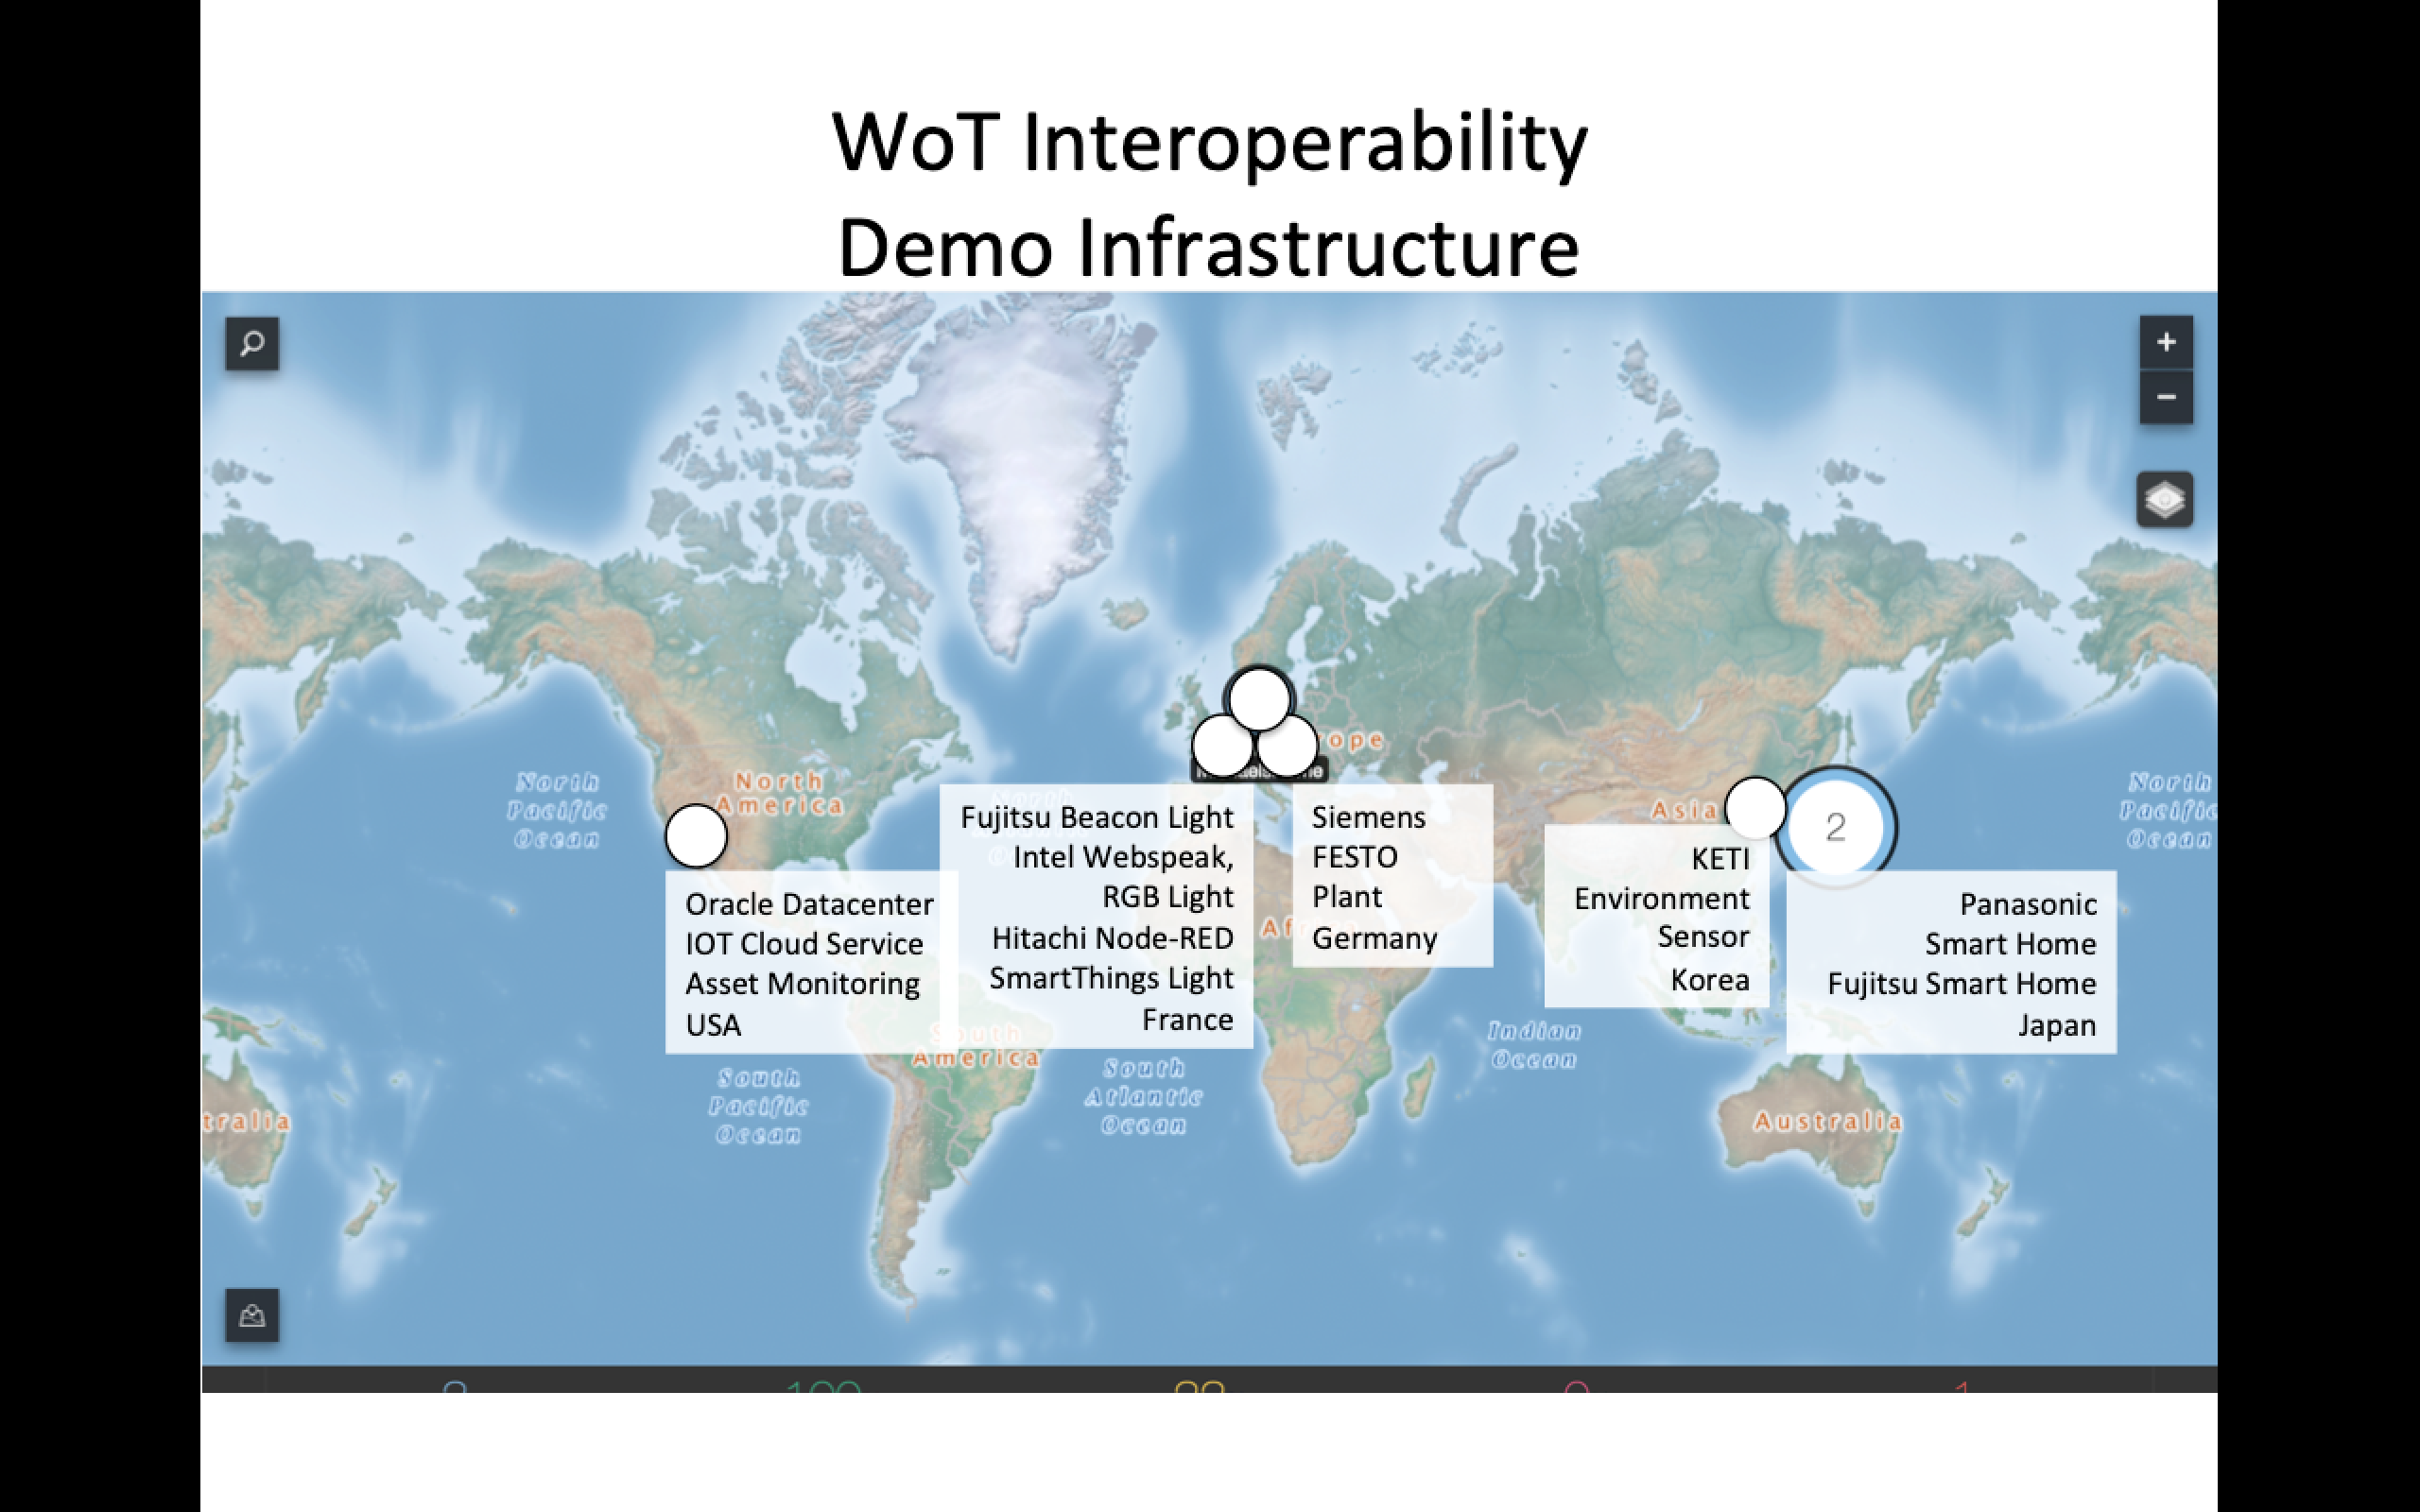 WoT Interoperability
Demo Infrastructure
North
Pacific
Ocean
North
America
ope
Asia
2
North
Pacific
Ocean
Oracle Datacenter
IOT Cloud Service
Asset Monitoring
USA
Fujitsu Beacon Light
Intel Webspeak,
RGB Light
Hitachi Node-RED
SmartThings Light
France
Siemens
FESTO
Plant
Germany
KETI
Environment
Sensor
Korea
Panasonic
Smart Home
Fujitsu Smart Home
Japan
South
America
South
Pacific
Ocean
South
Atlantic
Ocean
Indian
Ocean
tralia
Australia